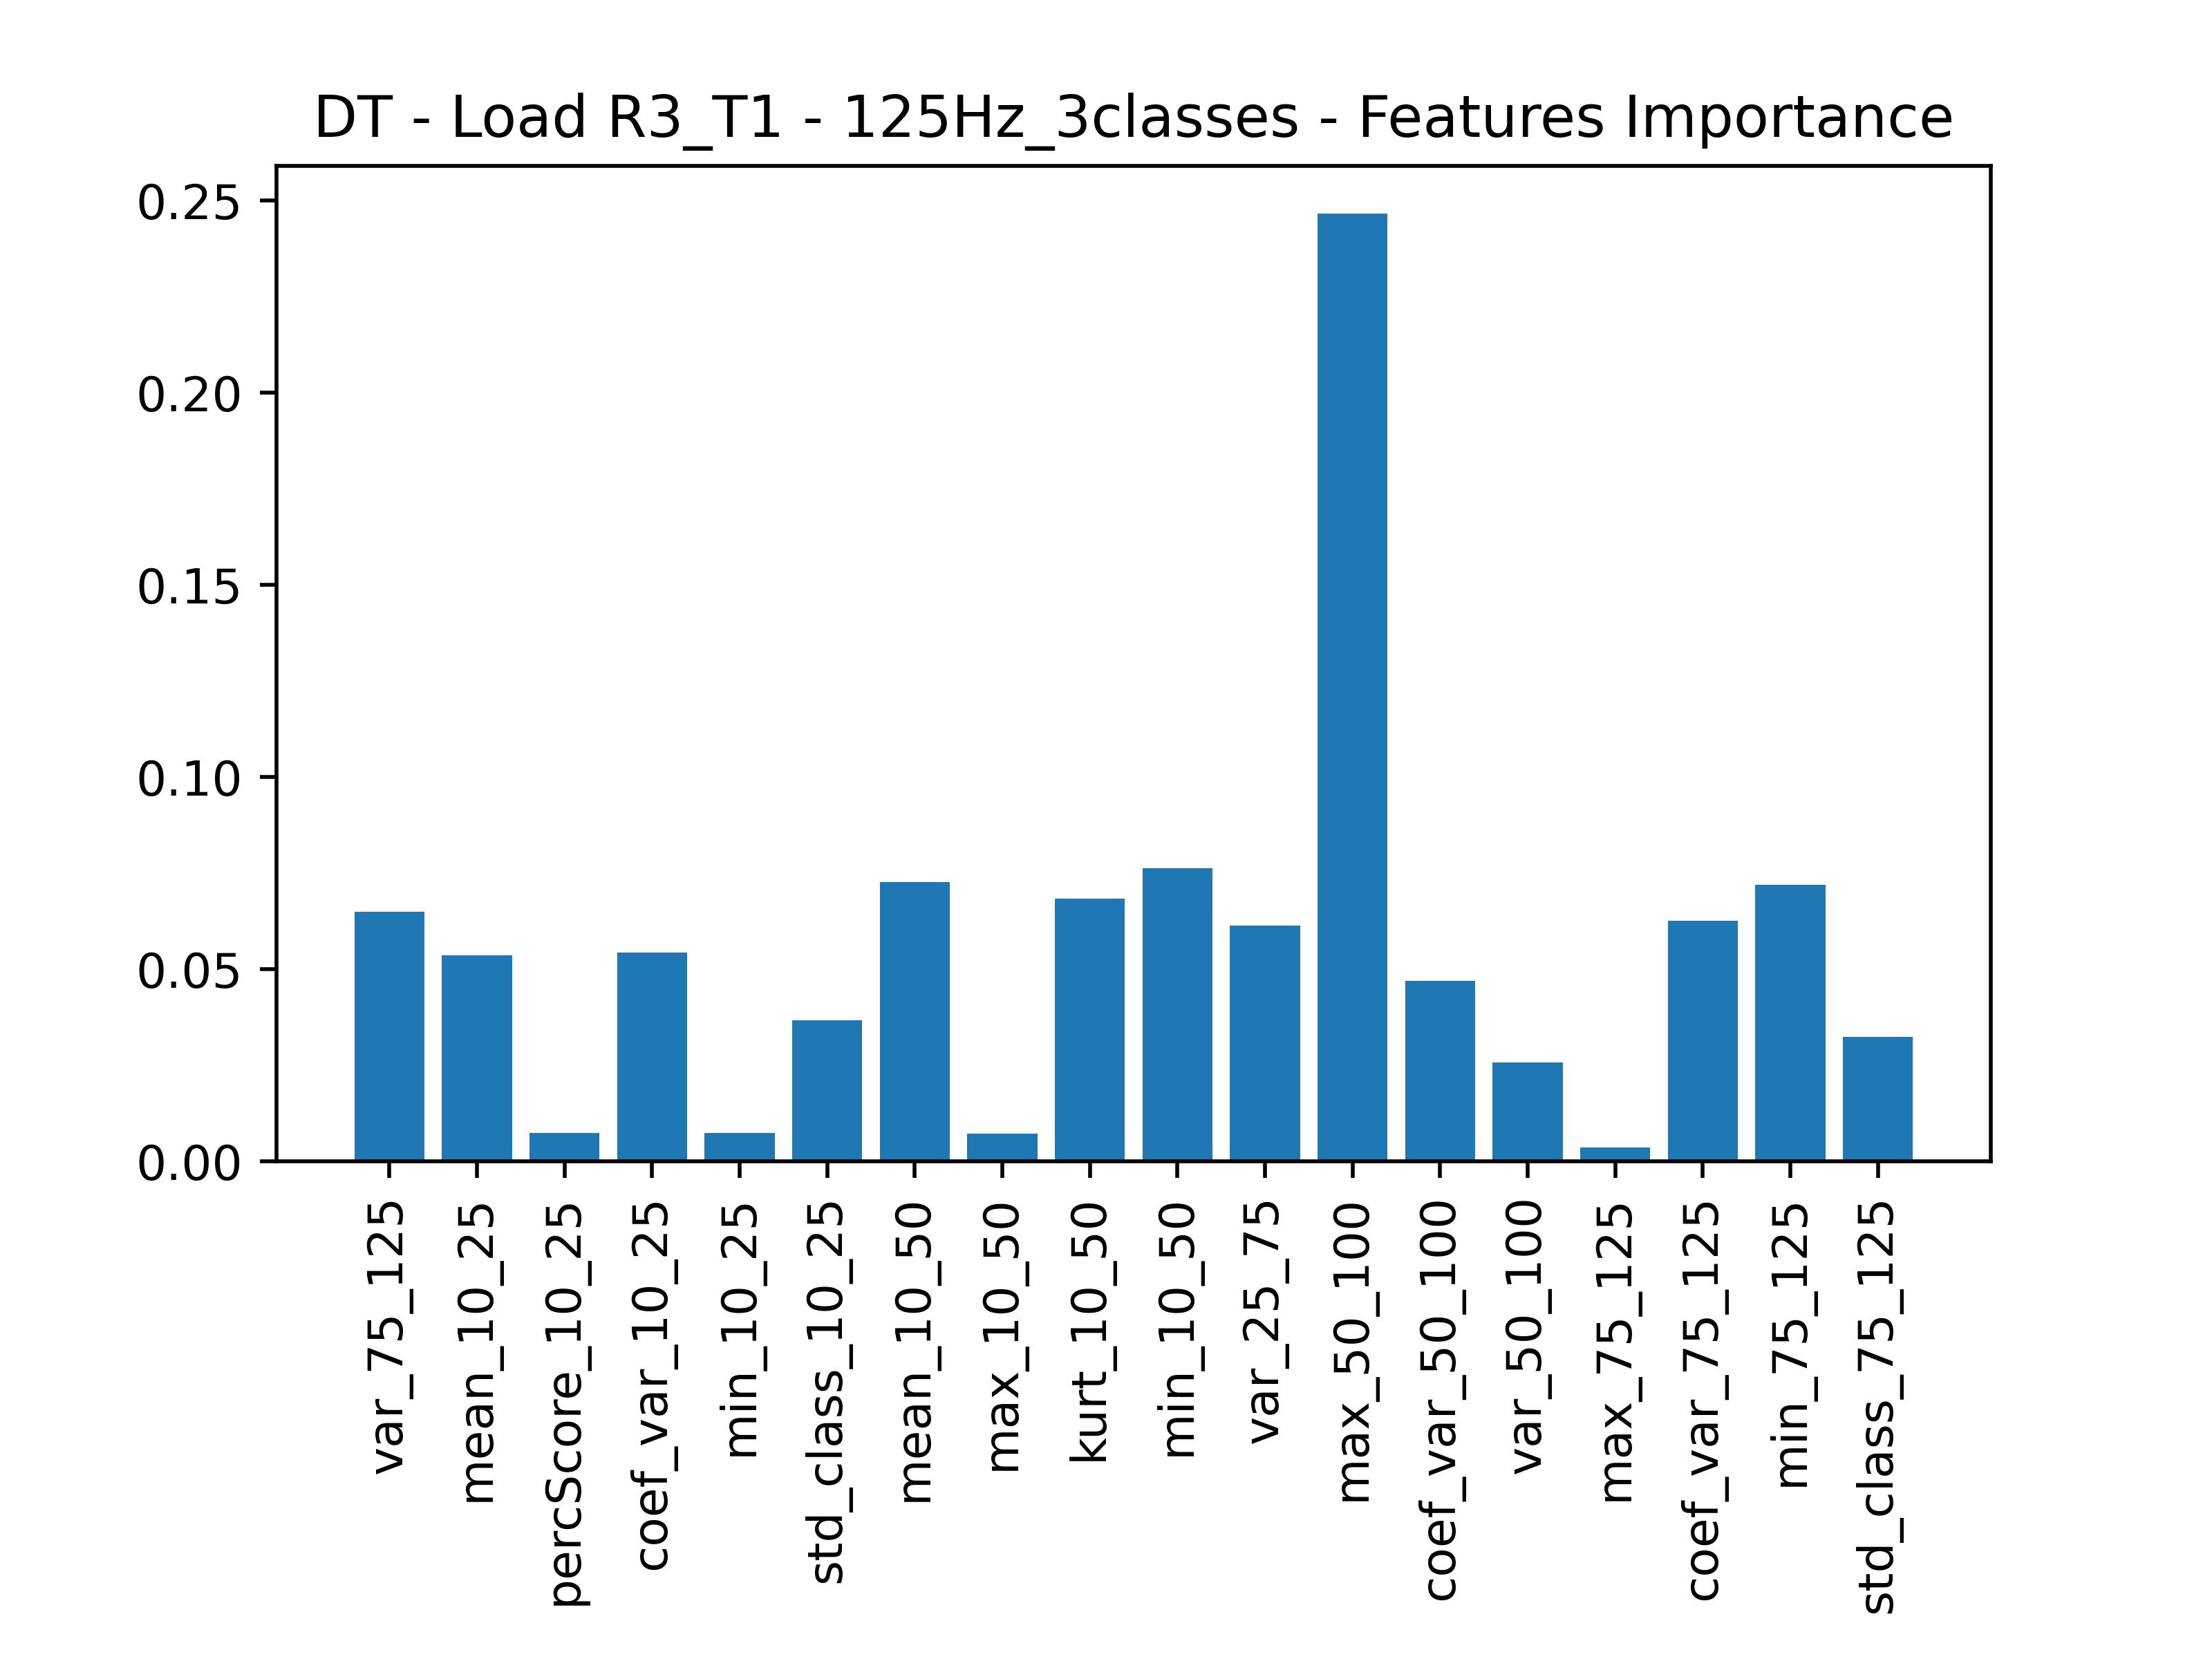 DT - Load R3_T1 - 125Hz_3classes - Features Importance
0.25
0.20
0.15
0.10
0.05
0.00
var_75_125
mean_10_25
percScore_10_25
coef_var_10_25
min_10_25
std_class_10_25
mean_10_50
max_10_50
kurt_10_50
min_10_50
var_25_75
max_50_100
coef_var_50_100
var_50_100
max_75_125
coef_var_75_125
min_75_125
std_class_75_125